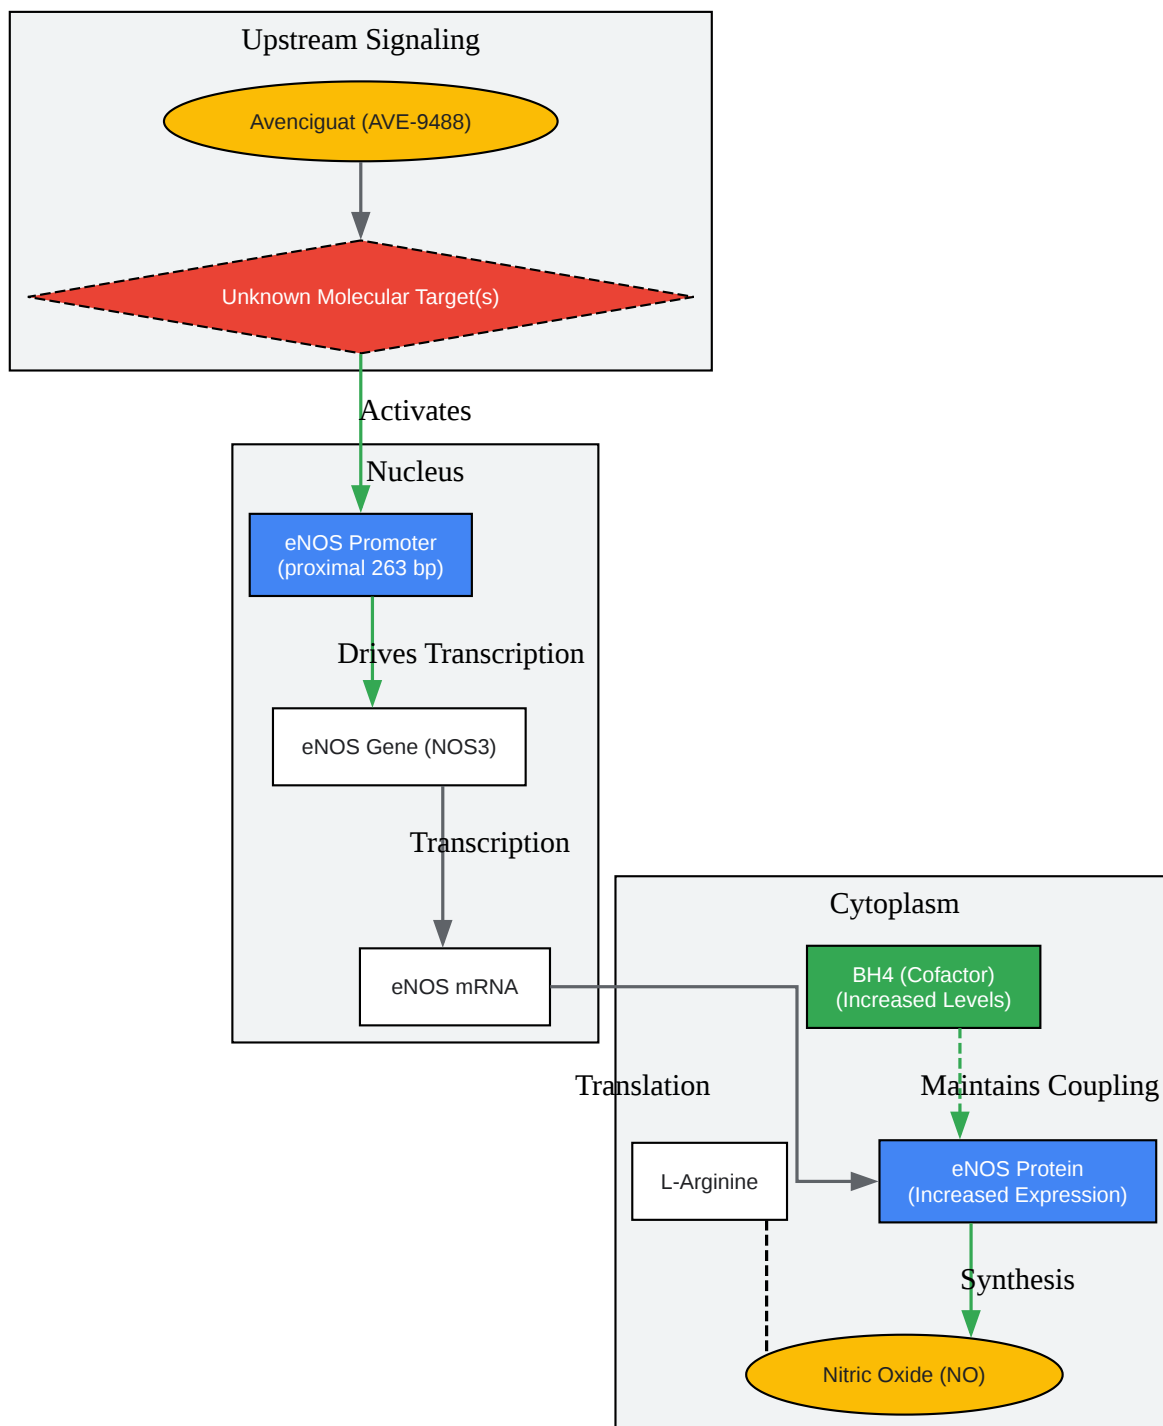 Upstream Signaling
Avenciguat (AVE-9488)
Unknown Molecular Target(s)
Activates
Nucleus
eNOS Promoter
(proximal 263 bp)
Drives Transcription
eNOS Gene (NOS3)
Transcription
eNOS mRNA
Cytoplasm
BH4 (Cofactor)
(Increased Levels)
Translation
Maintains Coupling
L-Arginine
eNOS Protein
(Increased Expression)
Synthesis
Nitric Oxide (NO)